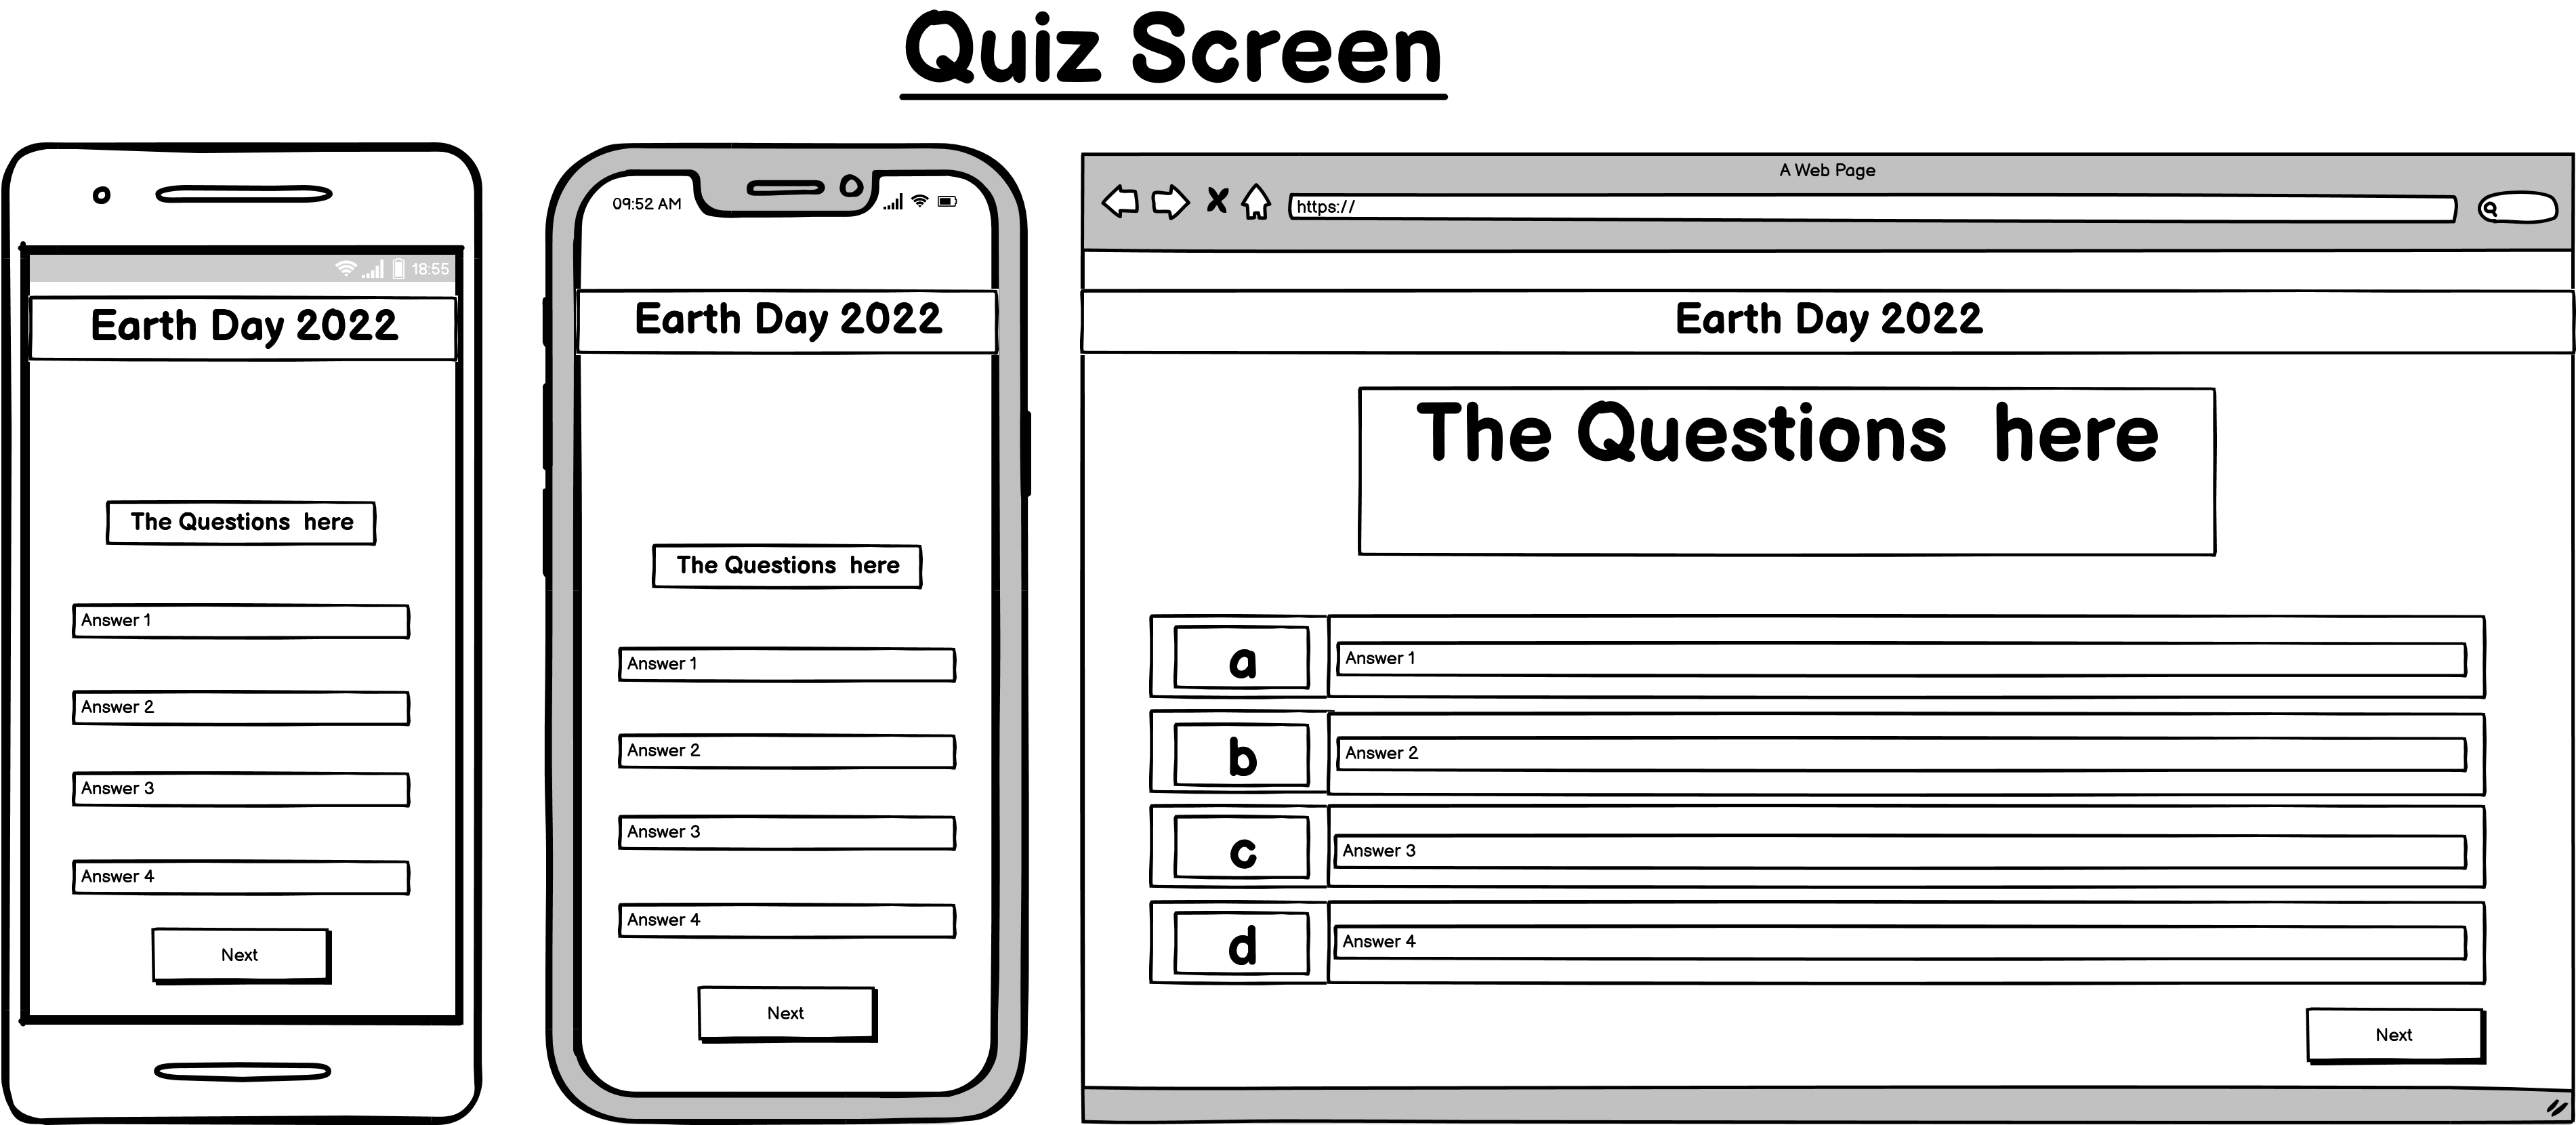 Quiz Screen
18:55
Earth Day 2022
The Questions here
Answer 1
Answer 2
Answer 3
Answer 4
Next
09:52 AM
Earth Day 2022
The Questions here
Answer 1
Answer 2
Answer 3
Answer 4
Next
A Web Page
https://
Earth Day 2022
The Questions here
a Answer 1
b Answer 2
c Answer 3
d Answer 4
Next